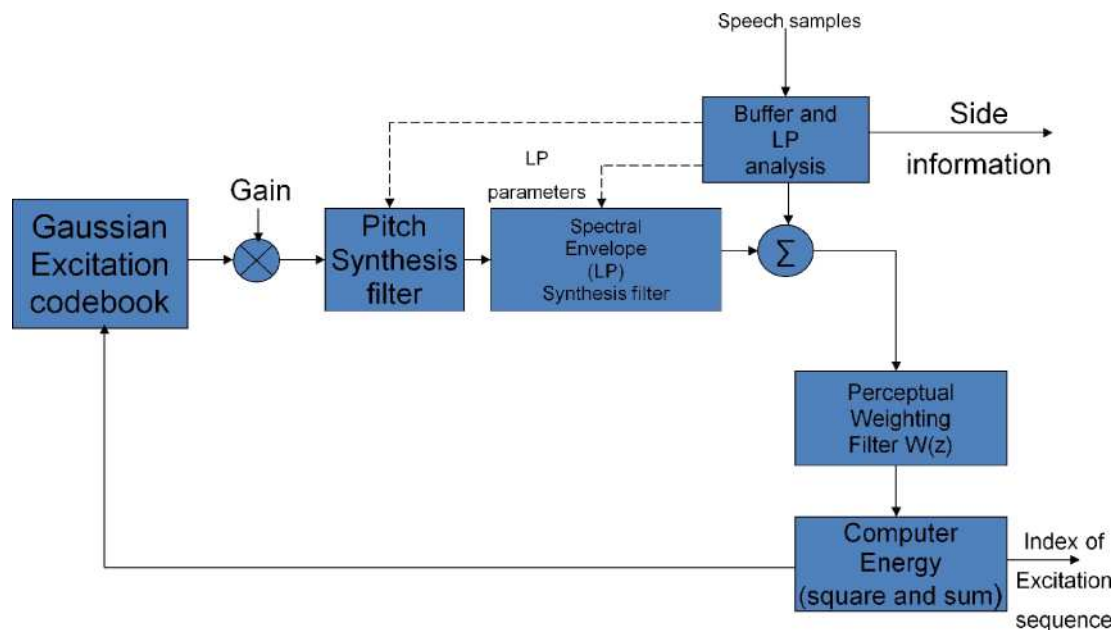 Speech samples
Buffer and
LP
analysis
Side
information
LP
parameters
Gain
Gaussian
Excitation
codebook
Pitch
Synthesis
filter
Spectral
Envelope
(LP)
Synthesis filter
Σ
Perceptual
Weighting
Filter W(z)
Computer
Energy
(square and sum)
Index of
Excitation
sequence